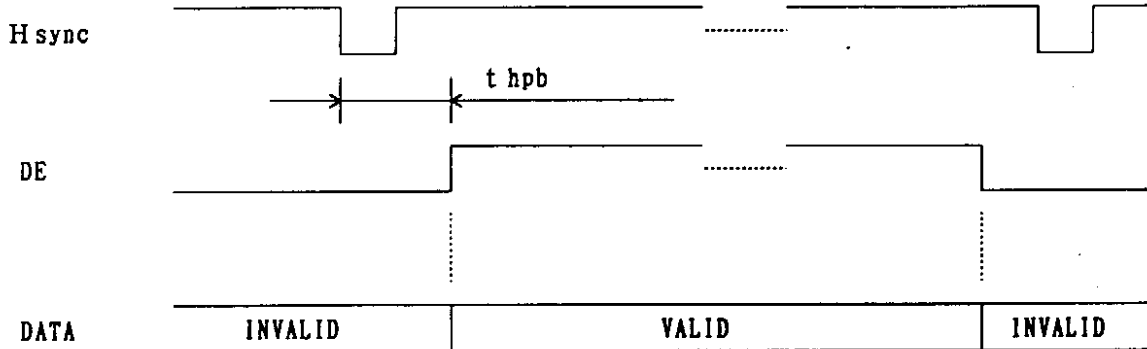 H sync
t hpb
DE
DATA INVALID VALID INVALID